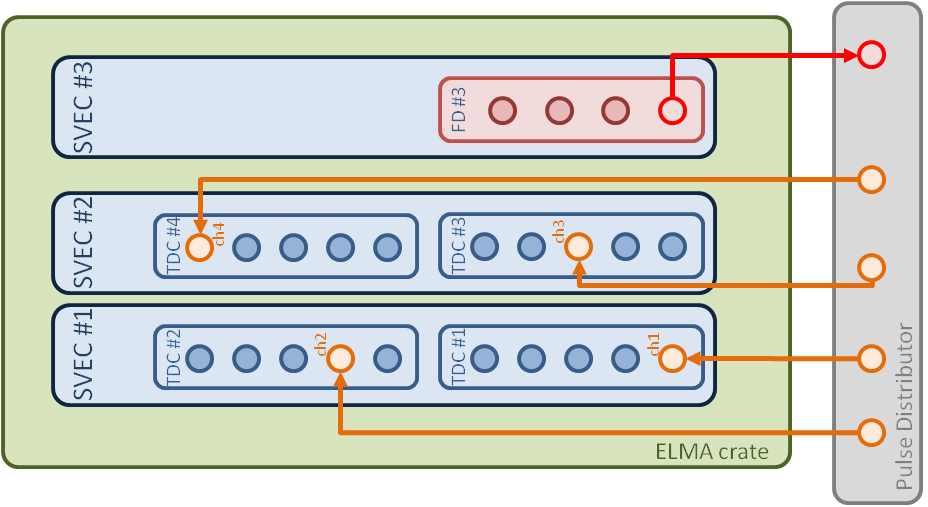 SVEC #3
FD #3
SVEC #2
TDC #4
ch4
TDC #3
ch3
SVEC #1
TDC #2
ch2
TDC #1
ch1
ELMA crate
Pulse Distributor